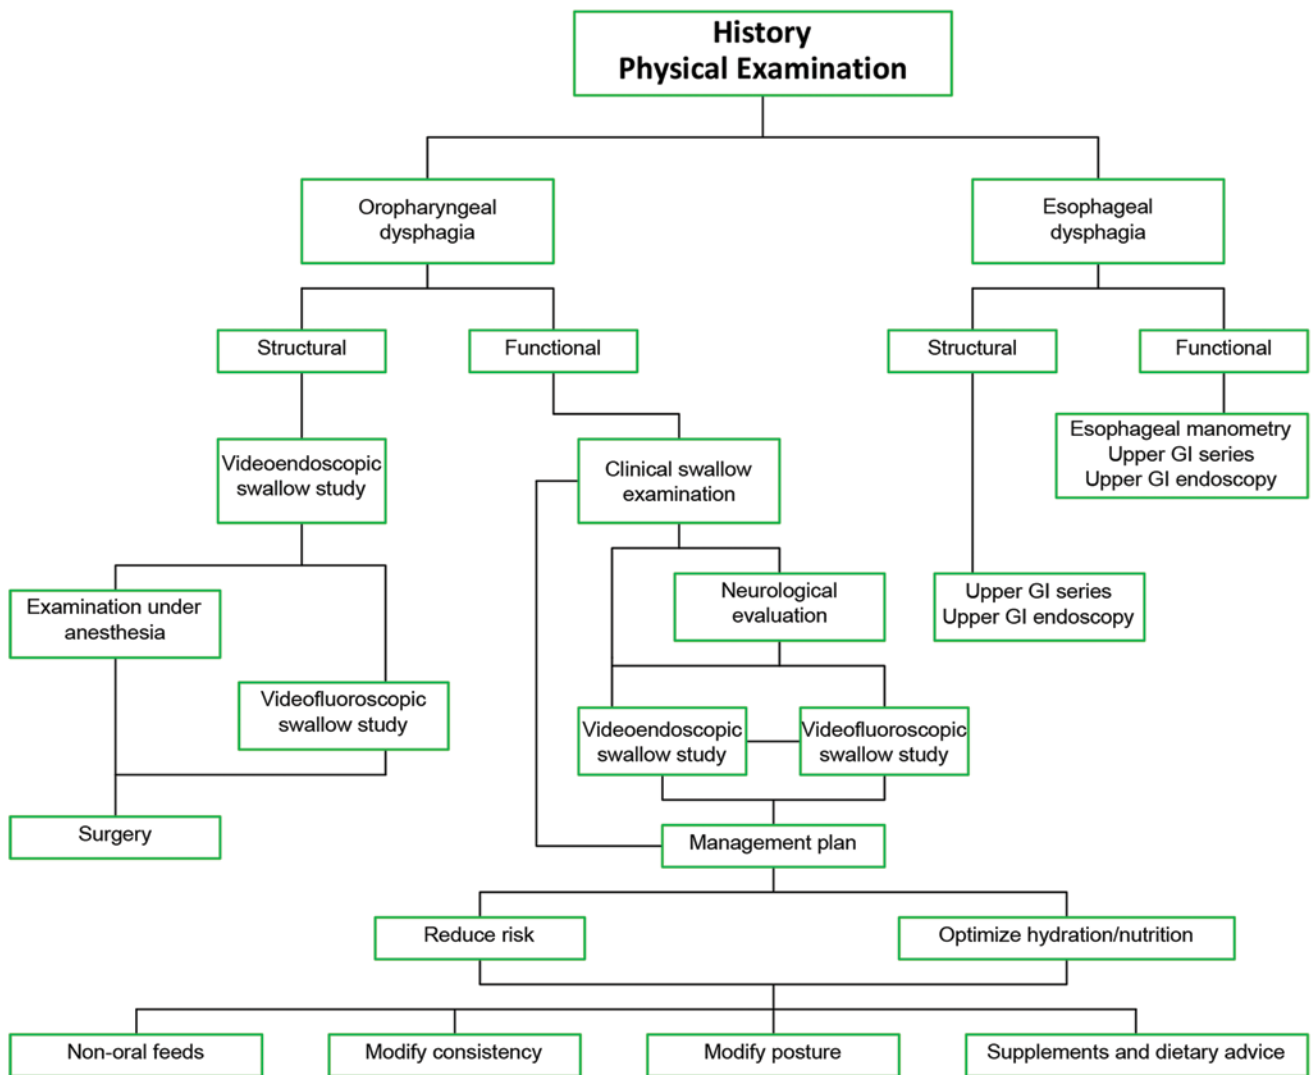 History
Physical Examination
Oropharyngeal
dysphagia
Esophageal
dysphagia
Structural
Functional
Structural
Functional
Videoendoscopic
swallow study
Clinical swallow
examination
Esophageal manometry
Upper GI series
Upper GI endoscopy
Examination under
anesthesia
Neurological
evaluation
Upper GI series
Upper GI endoscopy
Videofluoroscopic
swallow study
Videoendoscopic
swallow study
Videofluoroscopic
swallow study
Surgery
Management plan
Reduce risk
Optimize hydration/nutrition
Non-oral feeds
Modify consistency
Modify posture
Supplements and dietary advice